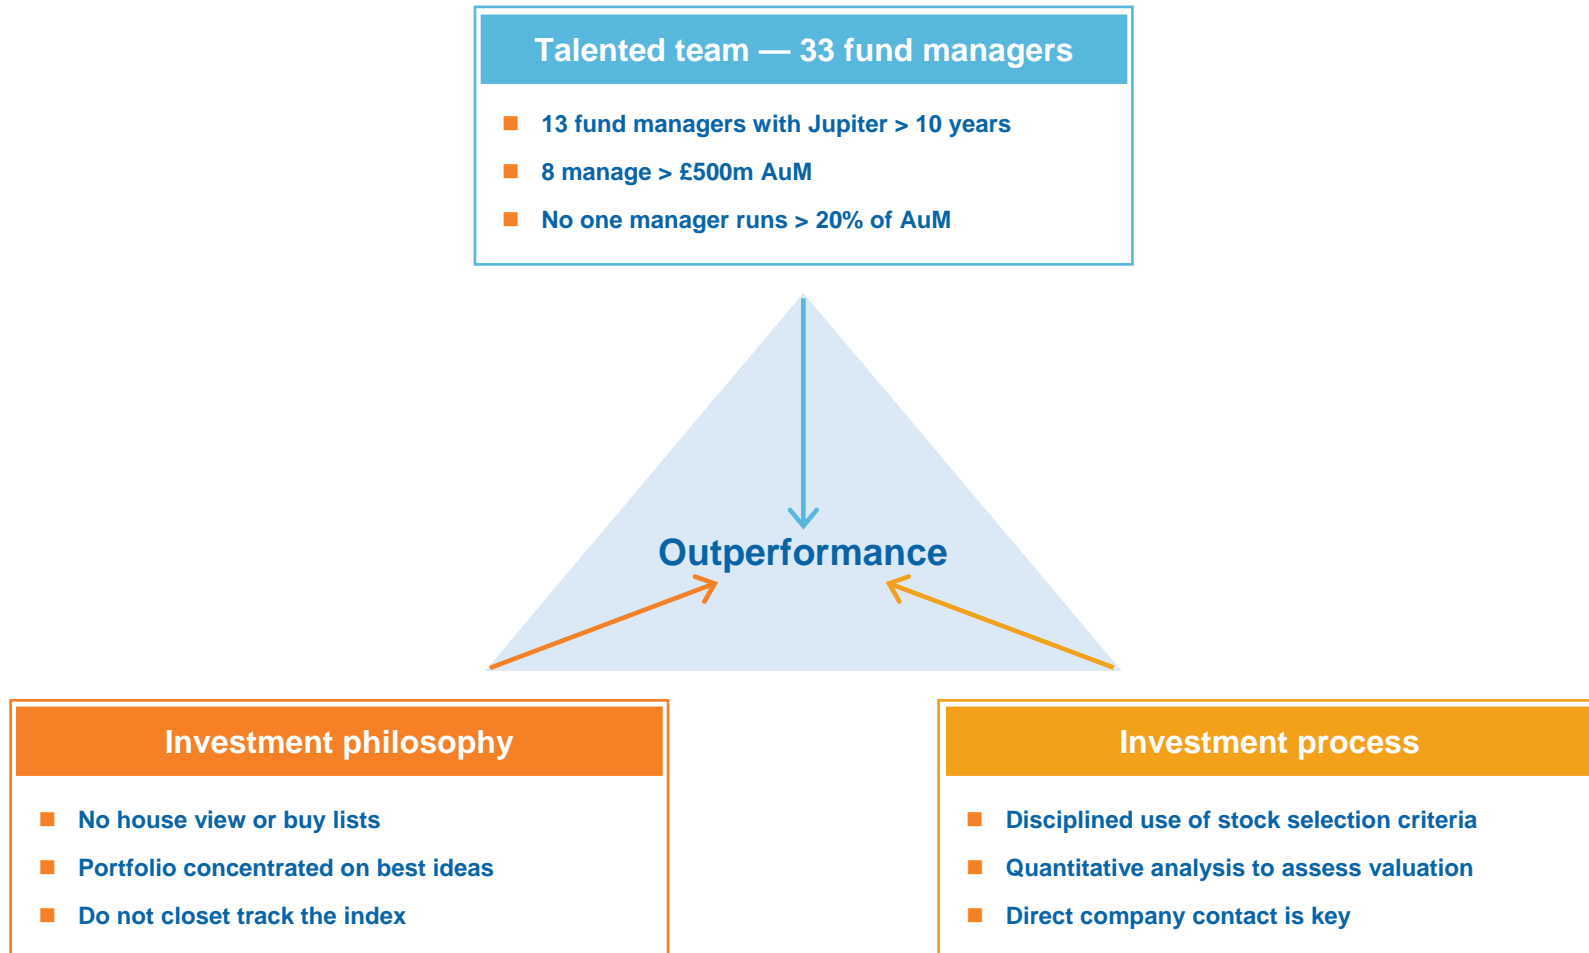 Talented team — 33 fund managers
13 fund managers with Jupiter > 10 years
8 manage > £500m AuM
No one manager runs > 20% of AuM
Outperformance
Investment philosophy
No house view or buy lists
Portfolio concentrated on best ideas
Do not closet track the index
Investment process
Disciplined use of stock selection criteria
Quantitative analysis to assess valuation
Direct company contact is key